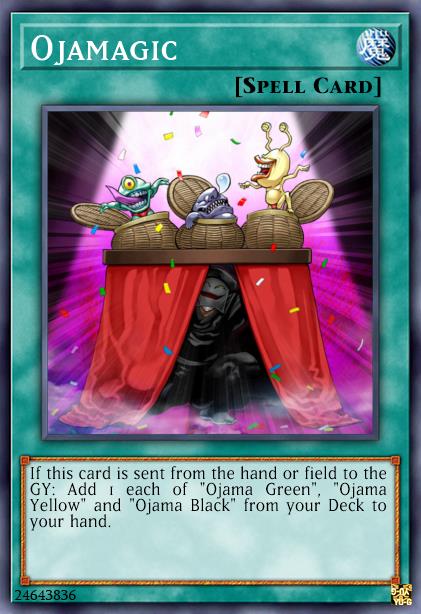 Ojamagic
魔
[Spell Card]
If this card is sent from the hand or field to the
GY: Add 1 each of "Ojama Green", "Ojama
Yellow" and "Ojama Black" from your Deck to
your hand.
24643836